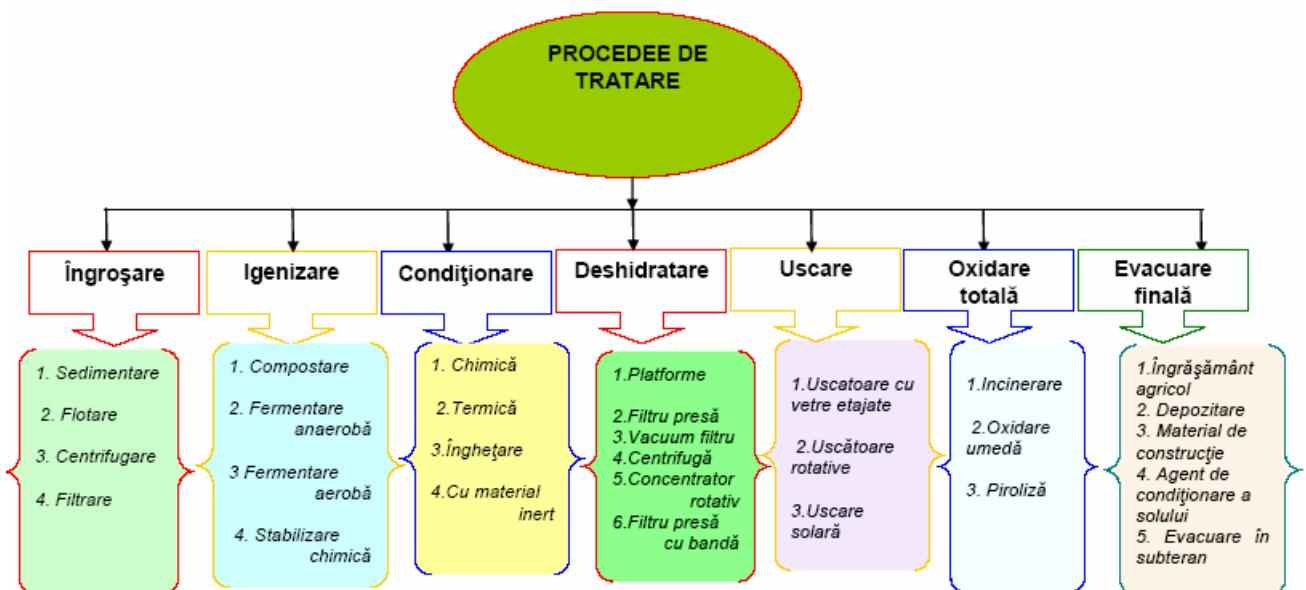 PROCEDEE DE
TRATARE
Îngroşare
Igenizare
Condiţionare
Deshidratare
Uscare
Oxidare
totală
Evacuare
finală
1. Sedimentare
2. Flotare
3. Centrifugare
4. Filtrare
1. Compostare
2. Fermentare
anaerobă
3 Fermentare
aerobă
4. Stabilizare
chimică
1. Chimică
2.Termică
3.Îngheţare
4.Cu material
inert
1.Platforme
2.Filtru presă
3.Vacuum filtru
4.Centrifugă
5.Concentrator
rotativ
6.Filtru presă
cu bandă
1.Uscatoare cu
vetre etajate
2.Uscătoare
rotative
3.Uscare
solară
1.Incinerare
2.Oxidare
umedă
3. Piroliză
1.Îngrăşământ
agricol
2. Depozitare
3. Material de
construcţie
4. Agent de
condiţionare a
solului
5. Evacuare în
subteran